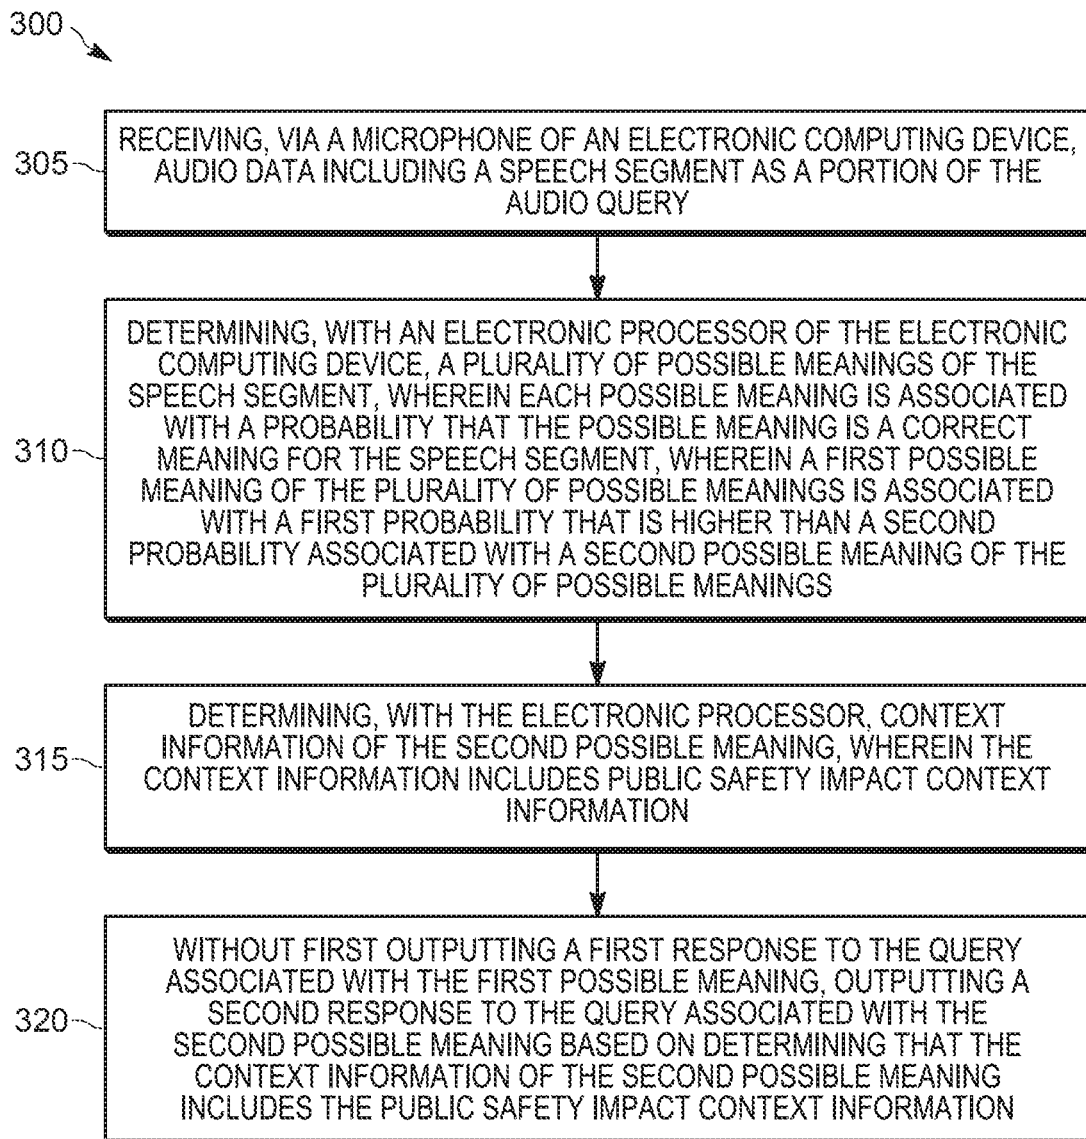 300
305
RECEIVING, VIA A MICROPHONE OF AN ELECTRONIC COMPUTING DEVICE,
AUDIO DATA INCLUDING A SPEECH SEGMENT AS A PORTION OF THE
AUDIO QUERY
310
DETERMINING, WITH AN ELECTRONIC PROCESSOR OF THE ELECTRONIC
COMPUTING DEVICE, A PLURALITY OF POSSIBLE MEANINGS OF THE
SPEECH SEGMENT, WHEREIN EACH POSSIBLE MEANING IS ASSOCIATED
WITH A PROBABILITY THAT THE POSSIBLE MEANING IS A CORRECT
MEANING FOR THE SPEECH SEGMENT, WHEREIN A FIRST POSSIBLE
MEANING OF THE PLURALITY OF POSSIBLE MEANINGS IS ASSOCIATED
WITH A FIRST PROBABILITY THAT IS HIGHER THAN A SECOND
PROBABILITY ASSOCIATED WITH A SECOND POSSIBLE MEANING OF THE
PLURALITY OF POSSIBLE MEANINGS
315
DETERMINING, WITH THE ELECTRONIC PROCESSOR, CONTEXT
INFORMATION OF THE SECOND POSSIBLE MEANING, WHEREIN THE
CONTEXT INFORMATION INCLUDES PUBLIC SAFETY IMPACT CONTEXT
INFORMATION
320
WITHOUT FIRST OUTPUTTING A FIRST RESPONSE TO THE QUERY
ASSOCIATED WITH THE FIRST POSSIBLE MEANING, OUTPUTTING A
SECOND RESPONSE TO THE QUERY ASSOCIATED WITH THE
SECOND POSSIBLE MEANING BASED ON DETERMINING THAT THE
CONTEXT INFORMATION OF THE SECOND POSSIBLE MEANING
INCLUDES THE PUBLIC SAFETY IMPACT CONTEXT INFORMATION